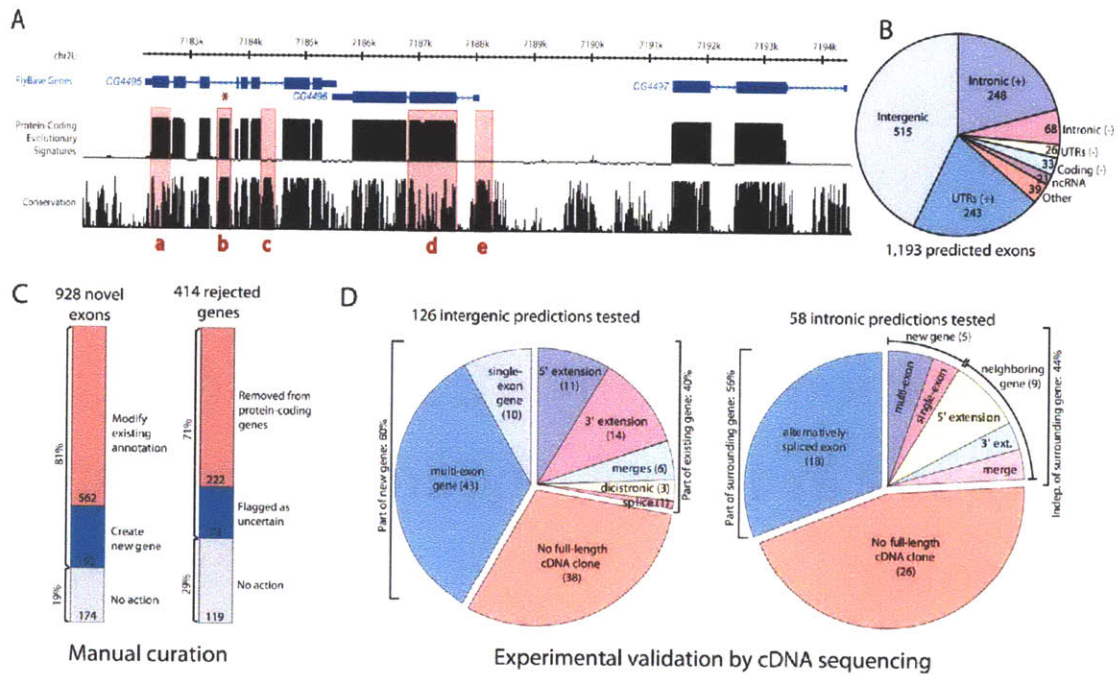 A
7183k 7184k 7185k 7186k 7187k 7188k 7189k 7190k 7191k 7192k 7193k 7194k
chr2L:
FlyBase Genes
CG4495
*
CG4496
CG4497
Protein Coding
Evolutionary
Signatures
Conservation
a b c d e
B
Intergenic
515
Intronic (+)
248
68 Intronic (-)
26 UTRs (-)
33 Coding (-)
21 ncRNA
39 Other
UTRs (+)
243
1,193 predicted exons
C
928 novel
exons
414 rejected
genes
81%
19%
562
174
Modify
existing
annotation
Create
new gene
No action
71%
29%
222
119
Removed from
protein-coding
genes
Flagged as
uncertain
No action
Manual curation
D
126 intergenic predictions tested
Part of new gene: 60%
single-
exon
gene
(10)
5' extension
(11)
3' extension
(14)
merges (6)
dicistronic (3)
splice (1)
multi-exon
gene (43)
No full-length
cDNA clone
(38)
Part of existing gene: 40%
58 intronic predictions tested
Part of surrounding gene: 56%
new gene (5)
neighboring
gene (9)
multi-exon
single-exon
5' extension
3' ext.
merge
alternatively-
spliced exon
(18)
No full-length
cDNA clone
(26)
Indep. of surrounding gene: 44%
Experimental validation by cDNA sequencing